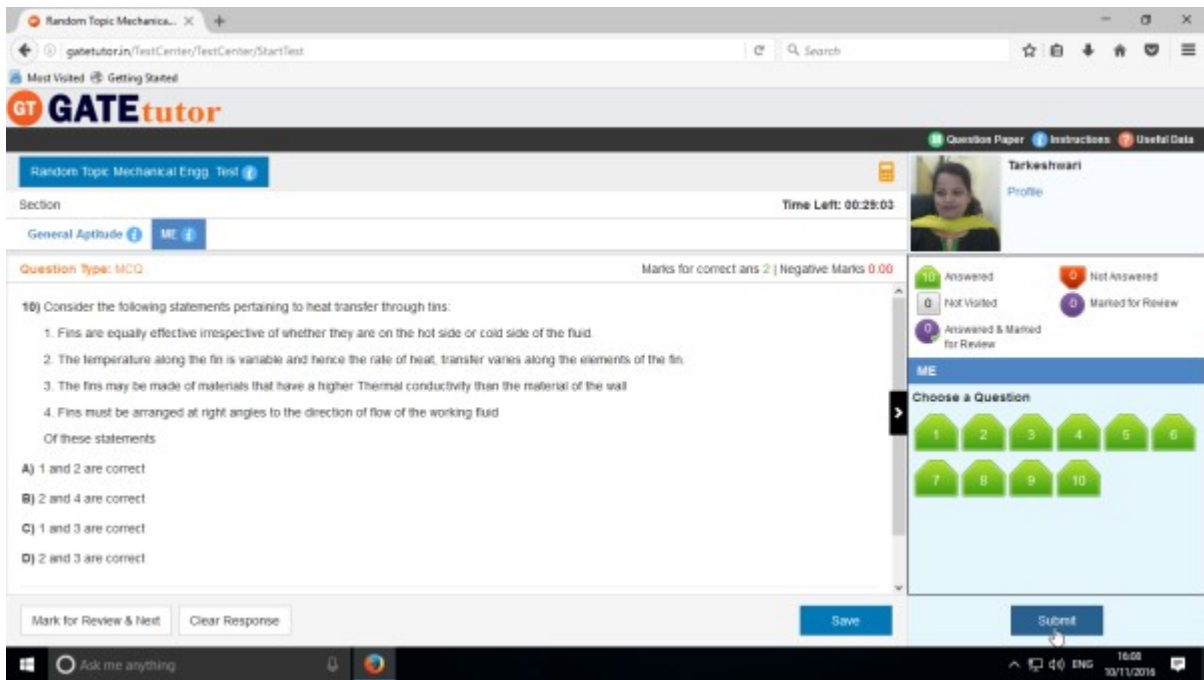 Random Topic Mechanica...
gatetutor.in/TestCenter/TestCenter/StartTest
Search
Most Visited Getting Started
GT GATEtutor
Question Paper Instructions Useful Data
Random Topic Mechanical Engg. Test
Tarkeshwari
Profile
Section
Time Left: 00:29:03
General Aptitude ME
Question Type: MCQ
Marks for correct ans 2 | Negative Marks 0.00
10) Consider the following statements pertaining to heat transfer through fins:
1. Fins are equally effective irrespective of whether they are on the hot side or cold side of the fluid.
2. The temperature along the fin is variable and hence the rate of heat, transfer varies along the elements of the fin.
3. The fins may be made of materials that have a higher Thermal conductivity than the material of the wall
4. Fins must be arranged at right angles to the direction of flow of the working fluid
Of these statements
A) 1 and 2 are correct
B) 2 and 4 are correct
C) 1 and 3 are correct
D) 2 and 3 are correct
Mark for Review & Next Clear Response Save
10 Answered 0 Not Answered
0 Not Visited 0 Marked for Review
0 Answered & Marked
for Review
ME
Choose a Question
1 2 3 4 5 6
7 8 9 10
Submit
Ask me anything
ENG
16:08
10/11/2016